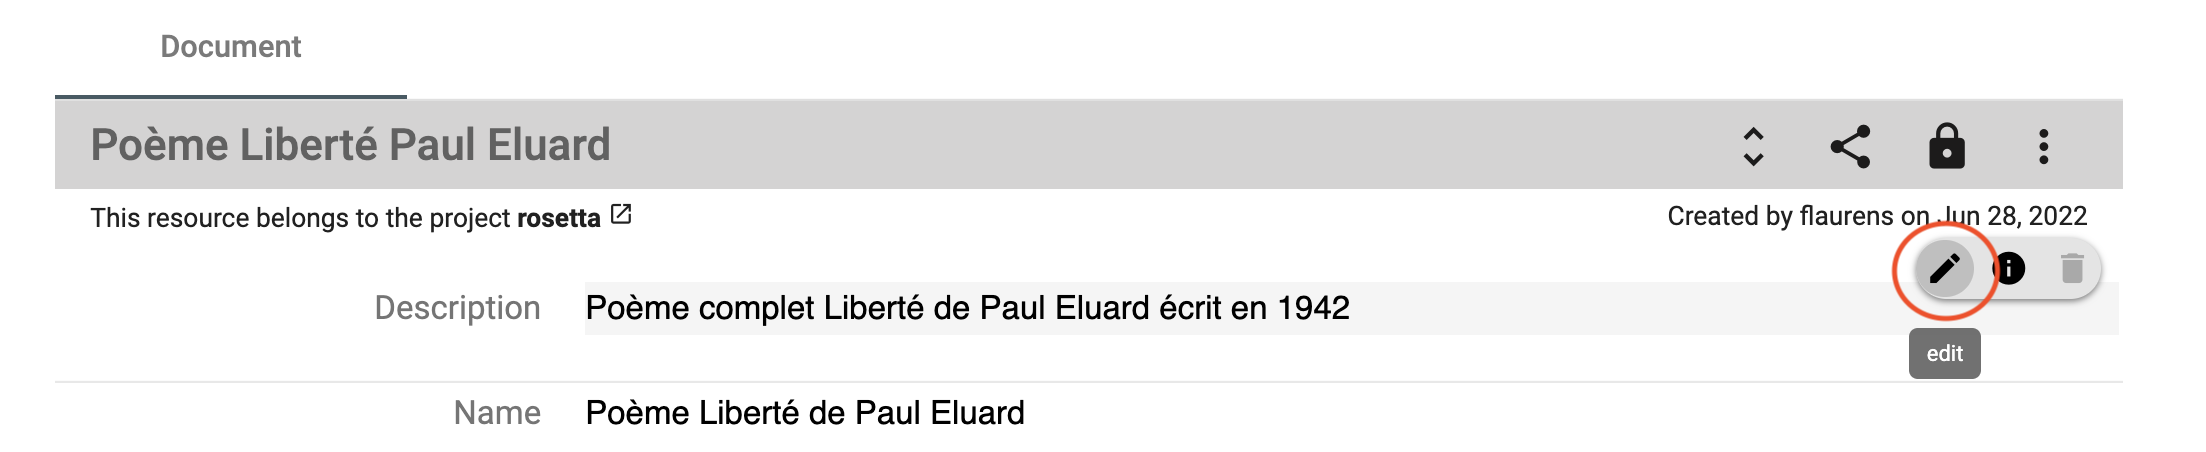 Document
Poème Liberté Paul Eluard
This resource belongs to the project rosetta
Created by flaurens on Jun 28, 2022
Description Poème complet Liberté de Paul Eluard écrit en 1942
edit
Name Poème Liberté de Paul Eluard